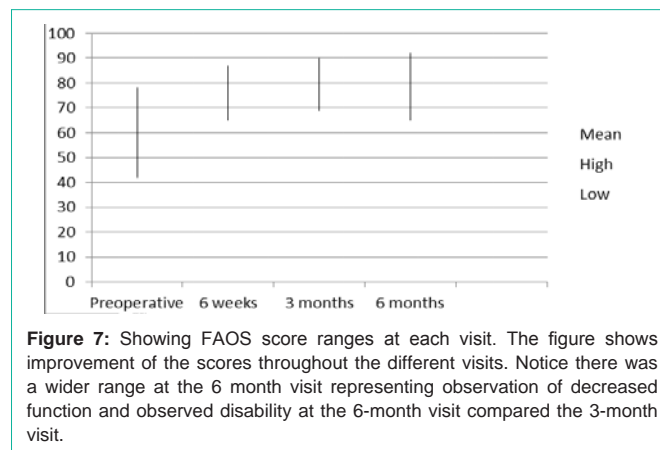 100
90
80
70
60
50
40
30
20
10
0
Preoperative 6 weeks 3 months 6 months
Mean
High
Low
Figure 7: Showing FAOS score ranges at each visit. The figure shows
improvement of the scores throughout the different visits. Notice there was
a wider range at the 6 month visit representing observation of decreased
function and observed disability at the 6-month visit compared the 3-month
visit.